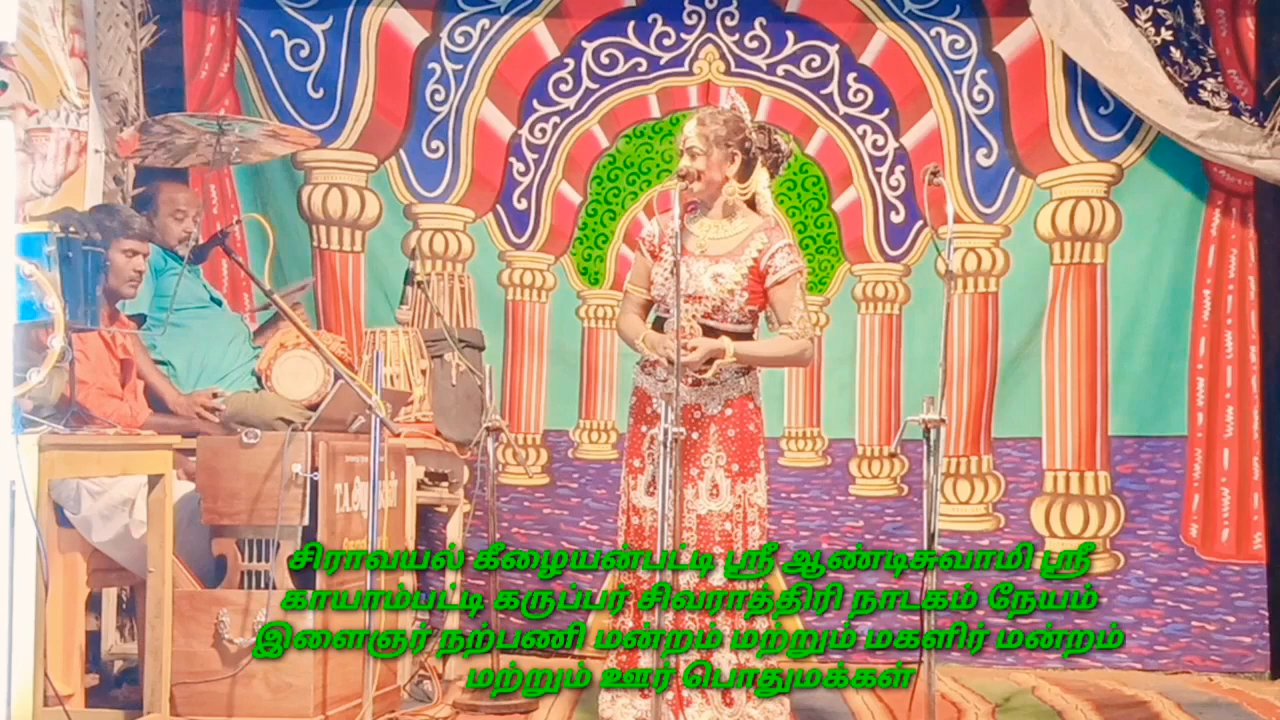 T.A.
சிராவயல் கீழையன்பட்டி ஸ்ரீ ஆண்டிசுவாமி ஸ்ரீ
காயாம்பட்டி கருப்பர் சிவராத்திரி நாடகம் நேயம்
இளைஞர் நற்பணி மன்றம் மற்றும் மகளிர் மன்றம்
மற்றும் ஊர் பொதுமக்கள்